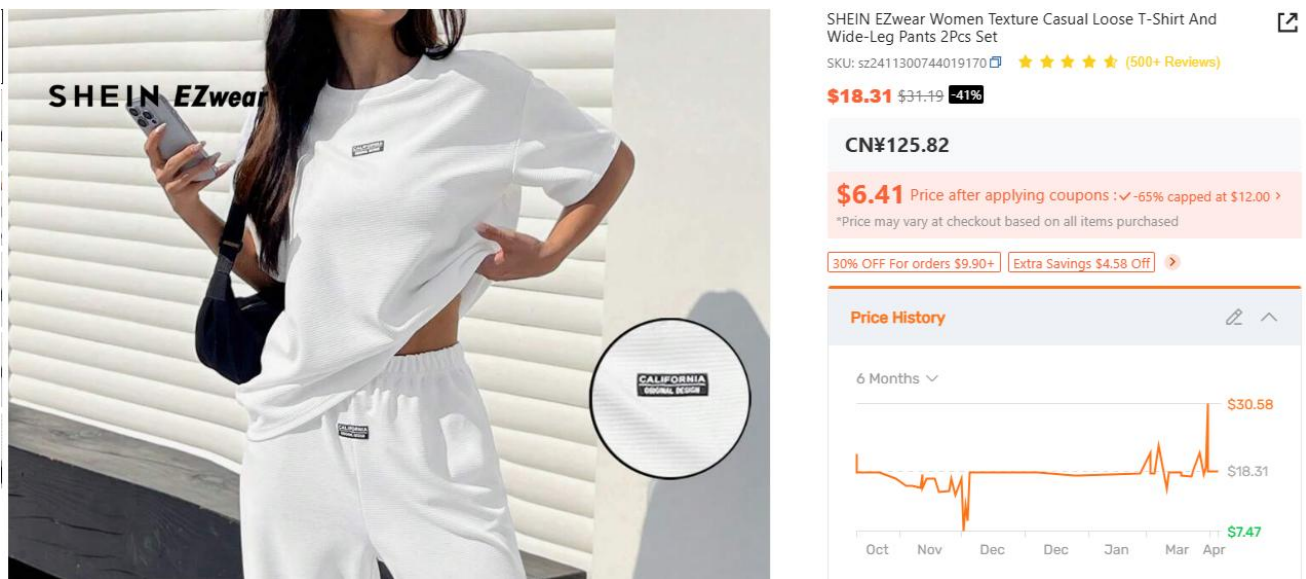 SHEIN EZwear
CALIFORNIA
CALIFORNIA
ORIGINAL DESIGN
CALIFORNIA
SHEIN EZwear Women Texture Casual Loose T-Shirt And
Wide-Leg Pants 2Pcs Set
SKU: sz2411300744019170 (500+ Reviews)
$18.31 $31.19 -41%
CN¥125.82
$6.41 Price after applying coupons : -65% capped at $12.00 >
*Price may vary at checkout based on all items purchased
30% OFF For orders $9.90+ Extra Savings $4.58 Off
Price History
6 Months
$30.58
$18.31
$7.47
Oct Nov Dec Dec Jan Mar Apr